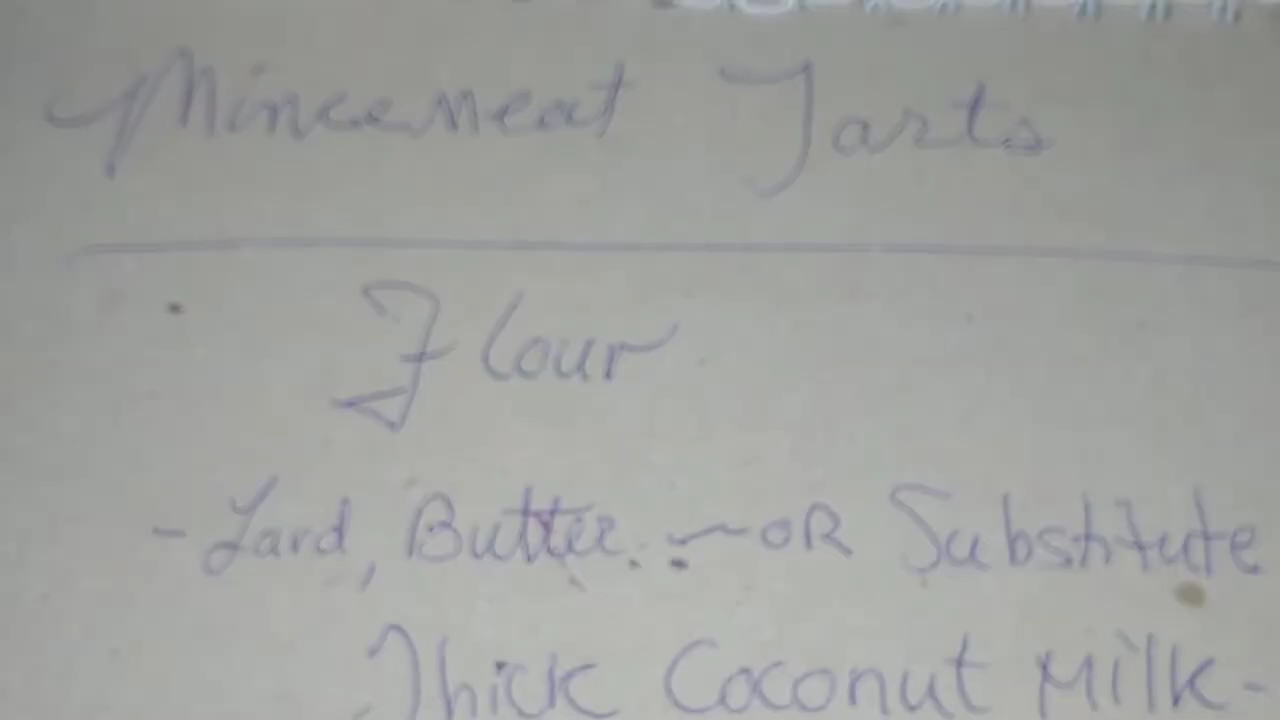 Mincemeat Tarts
Flour
- Lard, Butter. - OR Substitute
Thick Coconut Milk -